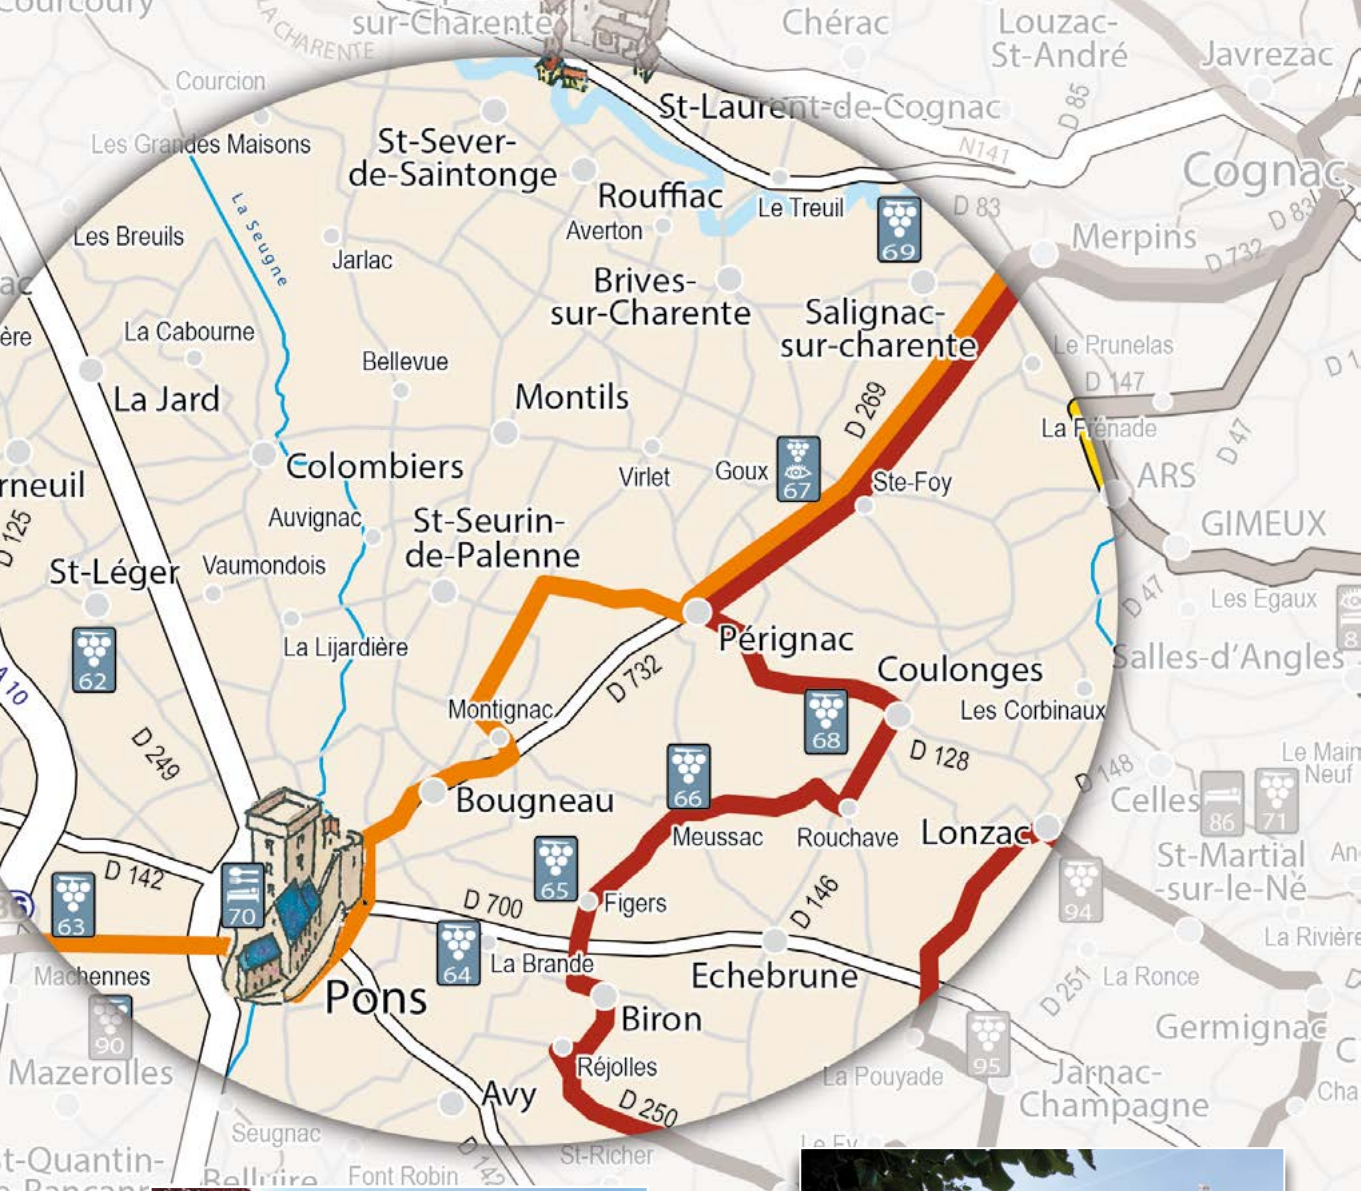 sur-Charente
Chérac
Louzac-
St-André
Javrezac
LA CHARENTE
Courcion
St-Laurent-de-Cognac
D 85
Les Grandes Maisons
St-Sever-
de-Saintonge
N141
Cognac
Rouffiac
Le Treuil
D 83
D 83
La Seugne
Averton
69
Merpins
D 732
Les Breuils
Jarlac
Brives-
sur-Charente
Salignac-
sur-charente
La Cabourne
Bellevue
Le Prunelas
D 147
La Jard
Montils
D 269
La Frénade
D 47
Colombiers
Virlet
Goux
67
Ste-Foy
ARS
D 125
Auvignac
St-Seurin-
de-Palenne
GIMEUX
St-Léger
Vaumondois
D 47
Les Egaux
La Lijardière
Pérignac
62
A 10
D 732
Coulonges
Salles-d'Angles
Montignac
Les Corbinaux
68
D 249
D 128
D 148
Le Main
Neuf
66
Bougneau
Celles
86
71
Meussac
Rouchave
Lonzac
St-Martial
-sur-le-Né
D 142
65
70
D 700
Figers
D 146
94
63
64
La Brande
Echebrune
La Rivière
Machennes
Pons
D 251
La Ronce
Biron
Germignac
90
95
Mazerolles
Réjolles
La Pouyade
Jarnac-
Champagne
Avy
D 250
Seugnac
D 142
St-Richer
Font Robin